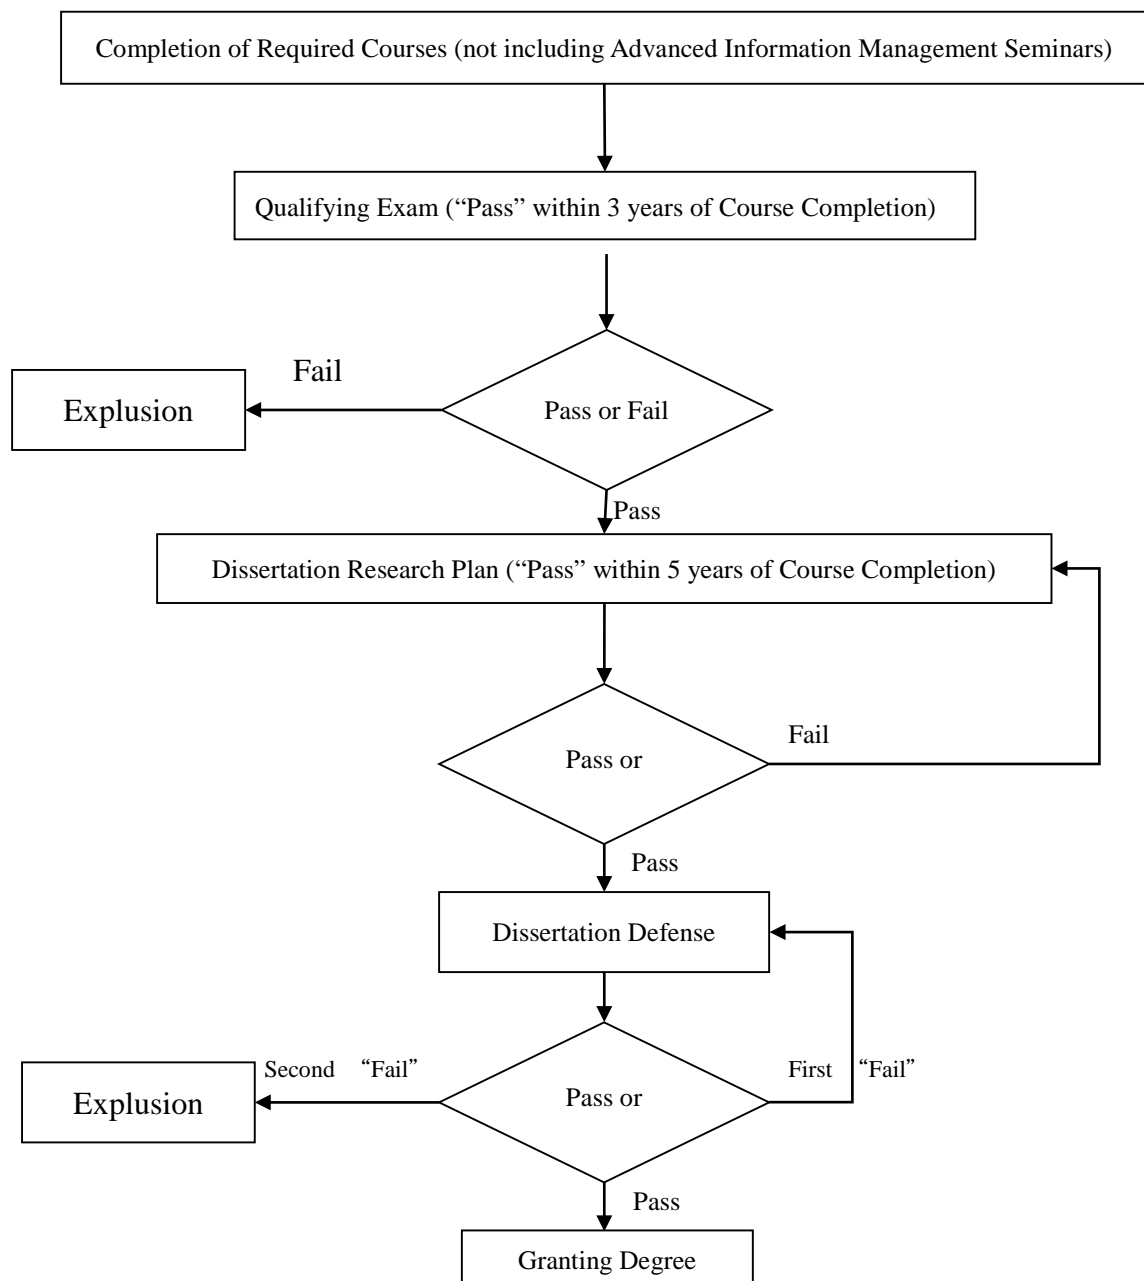 Completion of Required Courses (not including Advanced Information Management Seminars)
Qualifying Exam (“Pass” within 3 years of Course Completion)
Fail
Explusion
Pass or Fail
Pass
Dissertation Research Plan (“Pass” within 5 years of Course Completion)
Fail
Pass or
Pass
Dissertation Defense
Second “Fail”
First “Fail”
Explusion
Pass or
Pass
Granting Degree